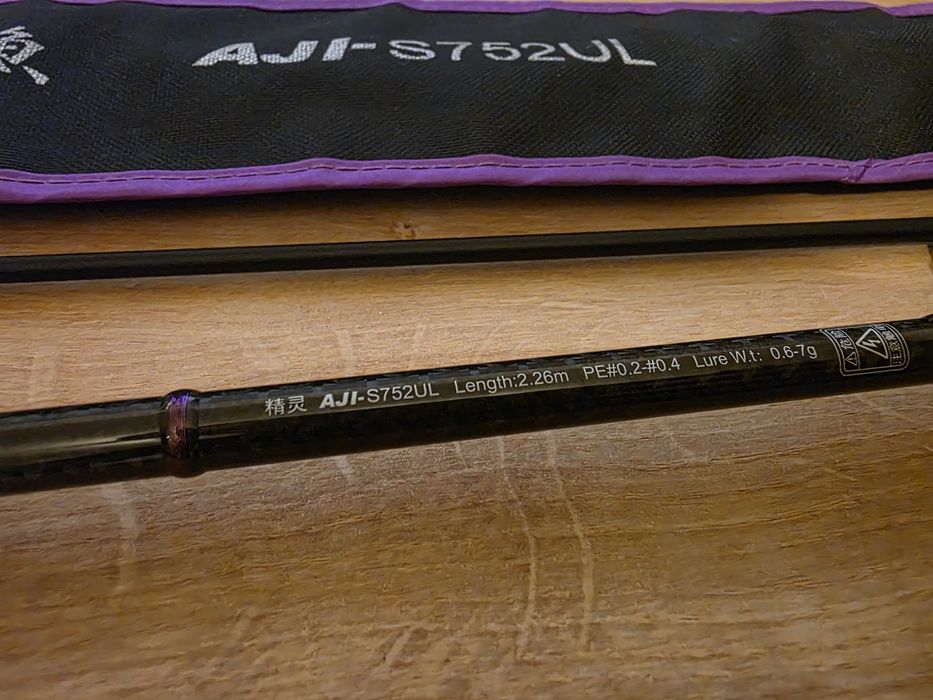 AJI-S752UL
精灵 AJI-S752UL Length:2.26m PE#0.2-#0.4 Lure W.t: 0.6-7g